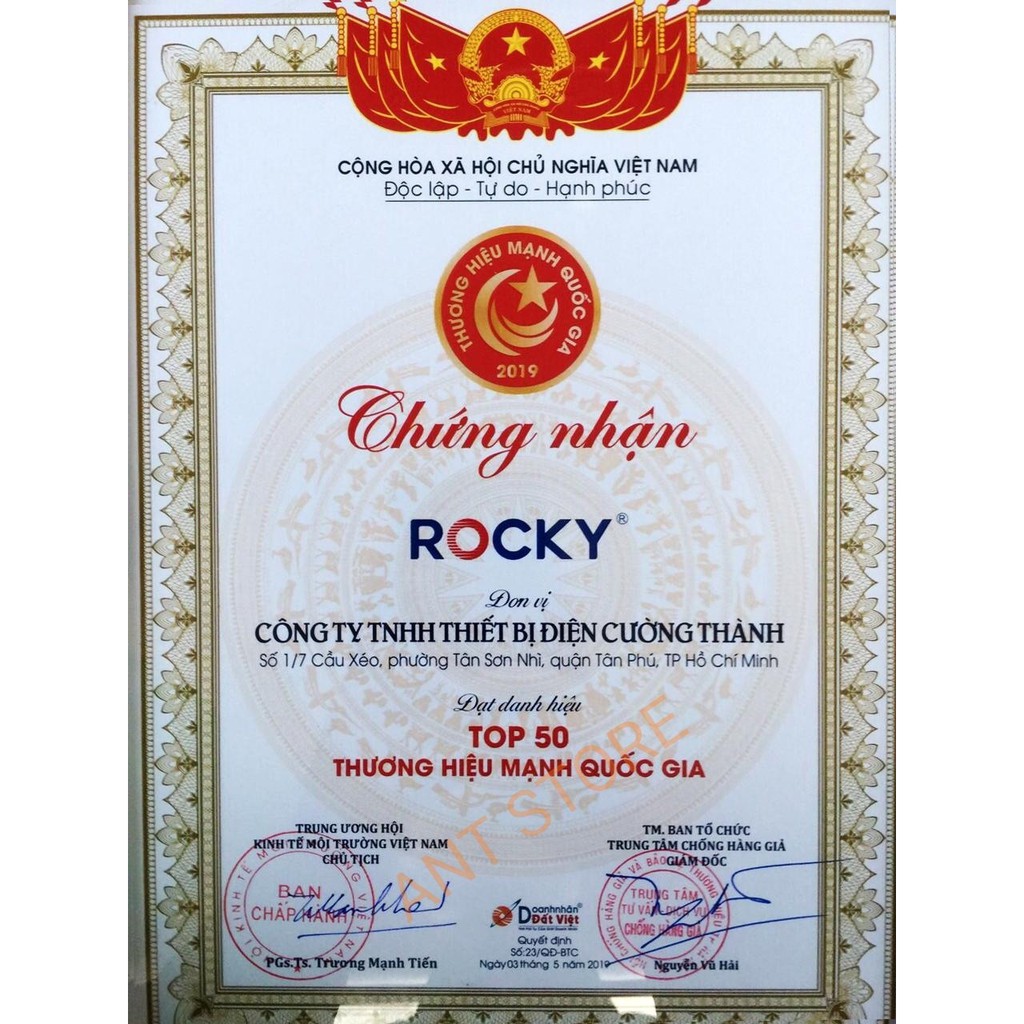 VIỆT NAM
CỘNG HÒA XÃ HỘI CHỦ NGHĨA VIỆT NAM
Độc lập - Tự do - Hạnh phúc
THƯƠNG HIỆU MẠNH QUỐC GIA
2019
Chứng nhận
ROCKY®
Đơn vị
CÔNG TY TNHH THIẾT BỊ ĐIỆN CƯỜNG THÀNH
Số 1/7 Cầu Xéo, phường Tân Sơn Nhì, quận Tân Phú, TP Hồ Chí Minh
Đạt danh hiệu
TOP 50
THƯƠNG HIỆU MẠNH QUỐC GIA
ANT STORE
TRUNG ƯƠNG HỘI
KINH TẾ MÔI TRƯỜNG VIỆT NAM
CHỦ TỊCH
BAN
CHẤP HÀNH
PGs.Ts. Trương Mạnh Tiến
Doanhnhân
Đất Việt
Quyết định
Số:23/QĐ-BTC
Ngày 03 tháng 5 năm 2019
TM. BAN TỔ CHỨC
TRUNG TÂM CHỐNG HÀNG GIẢ
GIÁM ĐỐC
TRUNG TÂM
TƯ VẤN DỊCH VỤ
CHỐNG HÀNG GIẢ
Nguyễn Vũ Hải